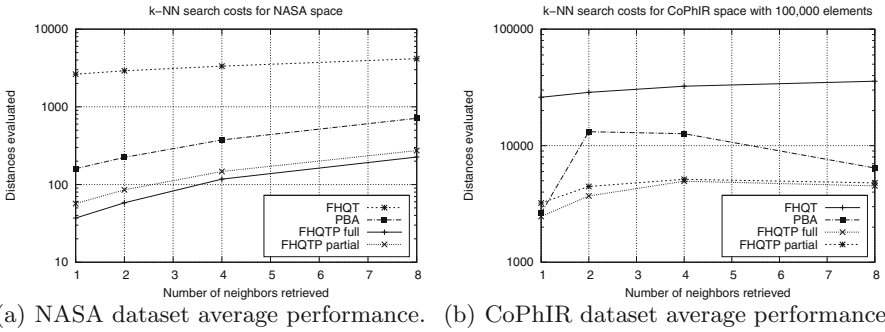 k-NN search costs for NASA space
10000
1000
100
10
Distances evaluated
FHQT
PBA
FHQTP full
FHQTP partial
1 2 3 4 5 6 7 8
Number of neighbors retrieved
k-NN search costs for CoPhIR space with 100,000 elements
100000
10000
1000
Distances evaluated
FHQT
PBA
FHQTP full
FHQTP partial
1 2 3 4 5 6 7 8
Number of neighbors retrieved
a) NASA dataset average performance.
(b) CoPhIR dataset average performance